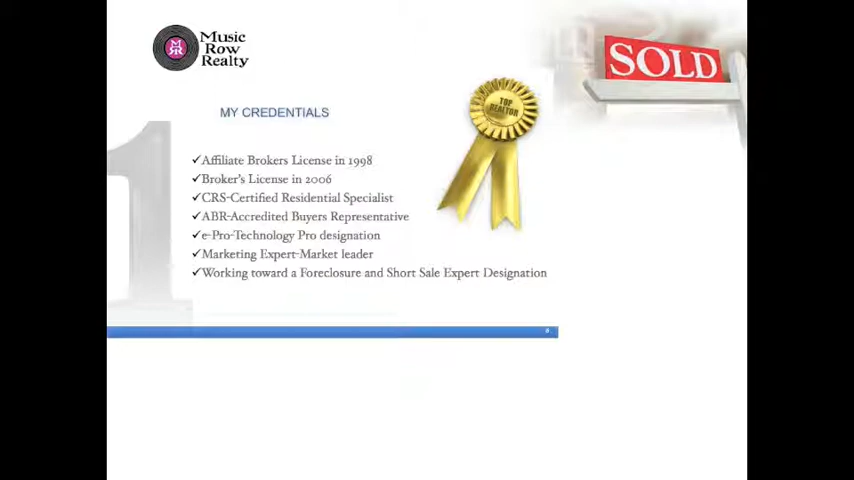 Music
Row
Realty
MR
SOLD
TOP
REALTOR
MY CREDENTIALS
✓Affiliate Brokers License in 1998
✓Broker's License in 2006
✓CRS-Certified Residential Specialist
✓ABR-Accredited Buyers Representative
✓e-Pro-Technology Pro designation
✓Marketing Expert-Market leader
✓Working toward a Foreclosure and Short Sale Expert Designation
1